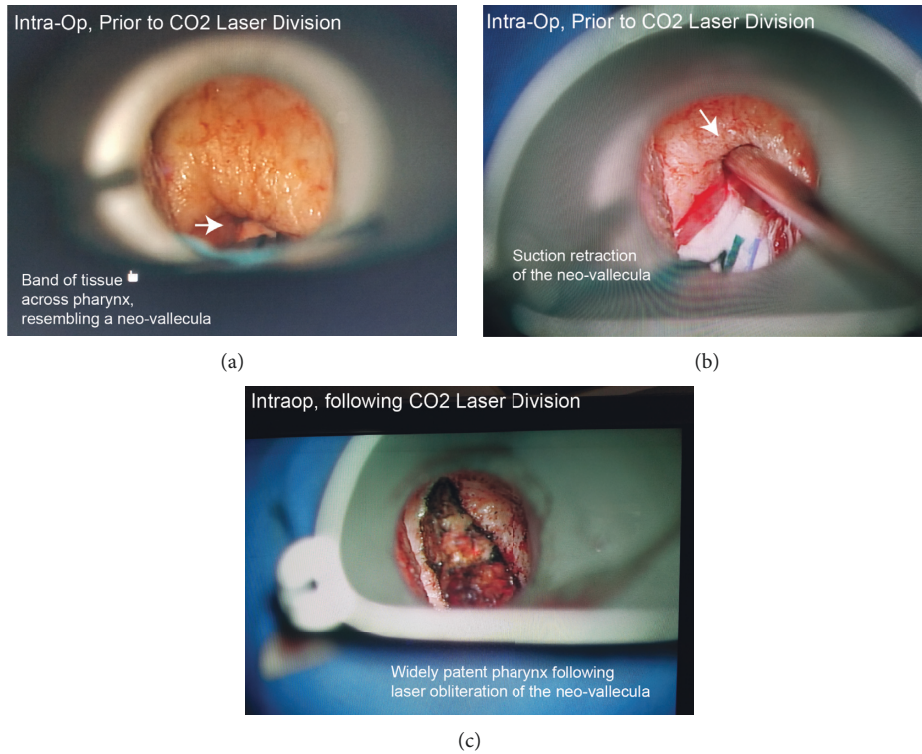 Intra-Op, Prior to CO2 Laser Division
Band of tissue
across pharynx,
resembling a neo-vallecula
(a)
Intra-Op, Prior to CO2 Laser Division
Suction retraction
of the neo-vallecula
(b)
Intraop, following CO2 Laser Division
Widely patent pharynx following
laser obliteration of the neo-vallecula
(c)